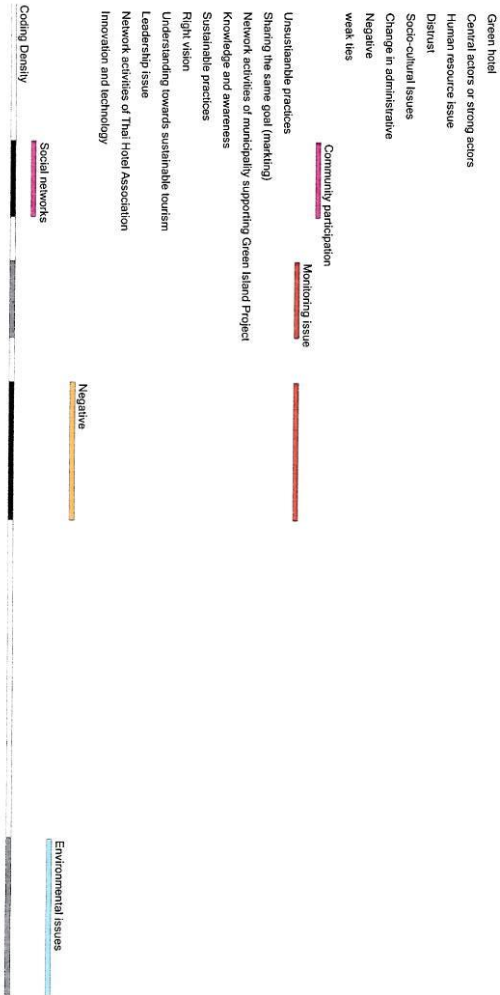 Green hotel
Central actors or strong actors
Human resource issue
Distrust
Socio-cultural Issues
Change in administrative
Negative
weak ties
Community participation
Monitoring issue
Unsustiaanble practices
Sharing the same goal (markting)
Network activities of municipality supporting Green Island Project
Knowledge and awareness
Sustainable practices
Right vision
Understanding towards sustainable tourism
Leadership issue
Network activities of Thai Hotel Association
Innovation and technology
Negative
Environmental issues
Social networks
Coding Density